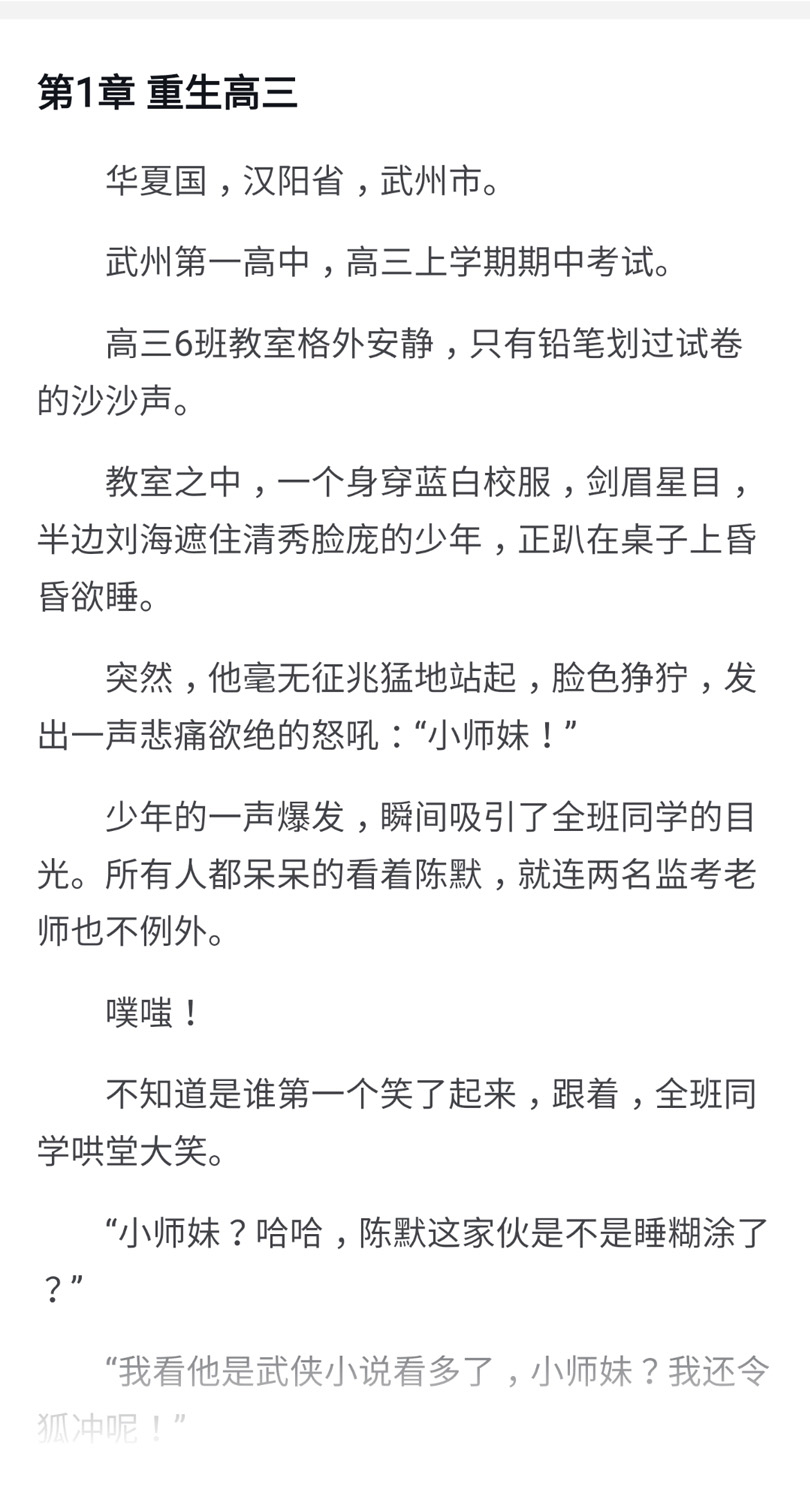 第1章 重生高三
华夏国，汉阳省，武州市。
武州第一高中，高三上学期期中考试。
高三6班教室格外安静，只有铅笔划过试卷
的沙沙声。
教室之中，一个身穿蓝白校服，剑眉星目，
半边刘海遮住清秀脸庞的少年，正趴在桌子上昏
昏欲睡。
突然，他毫无征兆猛地站起，脸色狰狞，发
出一声悲痛欲绝的怒吼：“小师妹！”
少年的一声爆发，瞬间吸引了全班同学的目
光。所有人都呆呆的看着陈默，就连两名监考老
师也不例外。
噗嗤！
不知道是谁第一个笑了起来，跟着，全班同
学哄堂大笑。
“小师妹？哈哈，陈默这家伙是不是睡糊涂了
？”
“我看他是武侠小说看多了，小师妹？我还令
狐冲呢！”